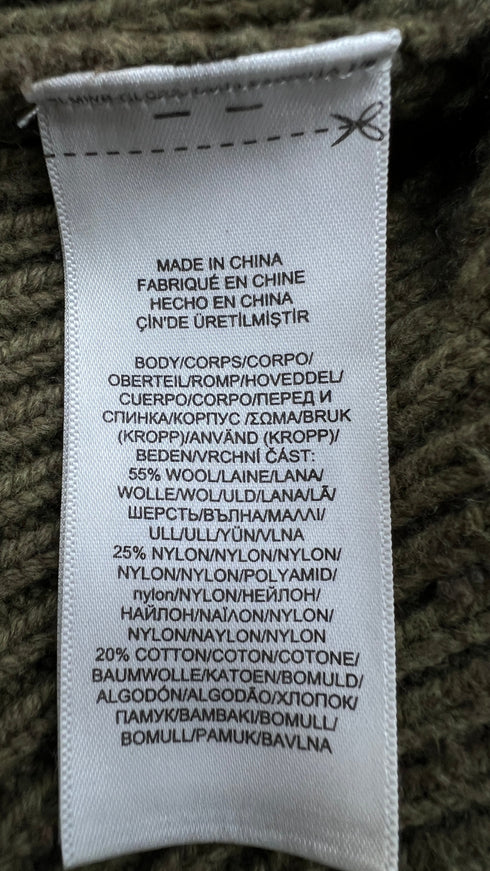 MADE IN CHINA
FABRIQUÉ EN CHINE
HECHO EN CHINA
ÇİN'DE ÜRETİLMİŞTİR
BODY/CORPS/CORPO/
OBERTEIL/ROMP/HOVEDDEL/
CUERPO/CORPO/ПЕРЕД И
СПИНКА/КОРПУС /ΣΩΜΑ/BRUK
(KROPP)/ANVÄND (KROPP)/
BEDEN/VRCHNÍ ČÁST:
55% WOOL/LAINE/LANA/
WOLLE/WOL/ULD/LANA/LÃ/
ШЕРСТЬ/ВЪЛНА/ΜΑΛΛΙ/
ULL/ULL/YÜN/VLNA
25% NYLON/NYLON/NYLON/
NYLON/NYLON/POLYAMID/
nylon/NYLON/НЕЙЛОН/
НАЙЛОН/ΝΑΪΛΟΝ/NYLON/
NYLON/NAYLON/NYLON
20% COTTON/COTON/COTONE/
BAUMWOLLE/KATOEN/BOMULD/
ALGODÓN/ALGODÃO/ХЛОПОК/
ПАМУК/ΒΑΜΒΑΚΙ/BOMULL/
BOMULL/PAMUK/BAVLNA